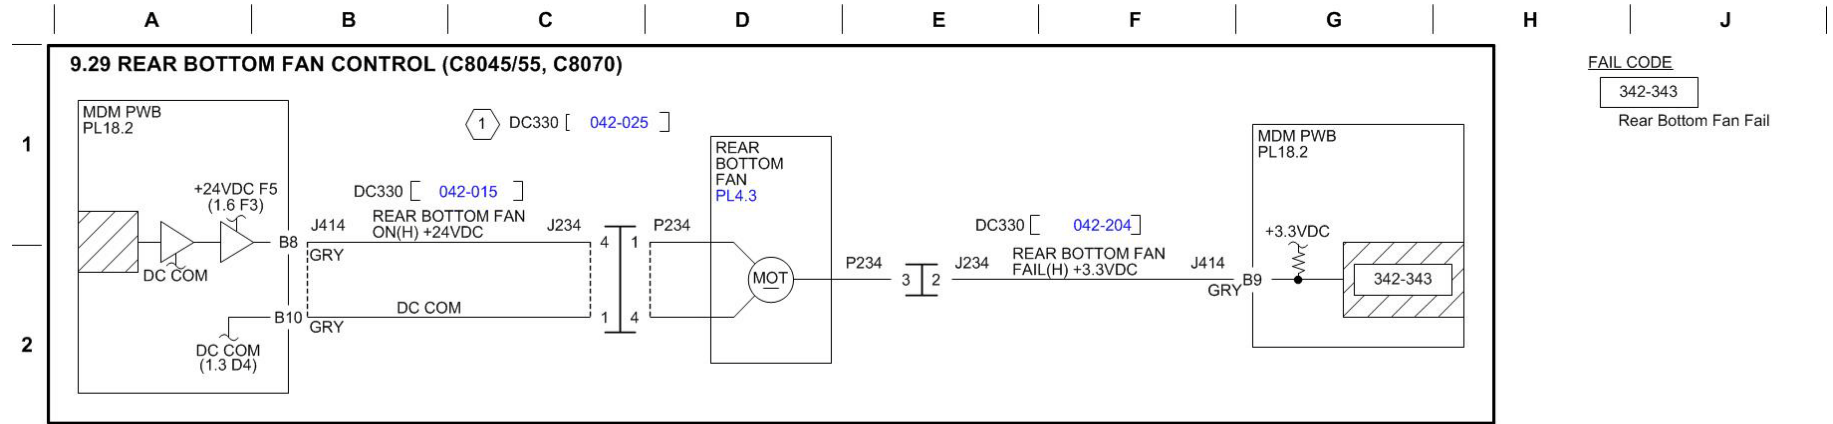 A B C D E F G H J
9.29 REAR BOTTOM FAN CONTROL (C8045/55, C8070)
FAIL CODE
342-343
Rear Bottom Fan Fail
1
2
MDM PWB
PL18.2
+24VDC F5
(1.6 F3)
DC COM
B8
B10
DC COM
(1.3 D4)
1 DC330 [ 042-025 ]
DC330 [ 042-015 ]
J414
REAR BOTTOM FAN
ON(H) +24VDC
J234
GRY
4 1
P234
DC COM
GRY
1 4
REAR
BOTTOM
FAN
PL4.3
MOT
P234
3 2
J234
DC330 [ 042-204 ]
REAR BOTTOM FAN
FAIL(H) +3.3VDC
J414
GRY
B9
MDM PWB
PL18.2
+3.3VDC
342-343